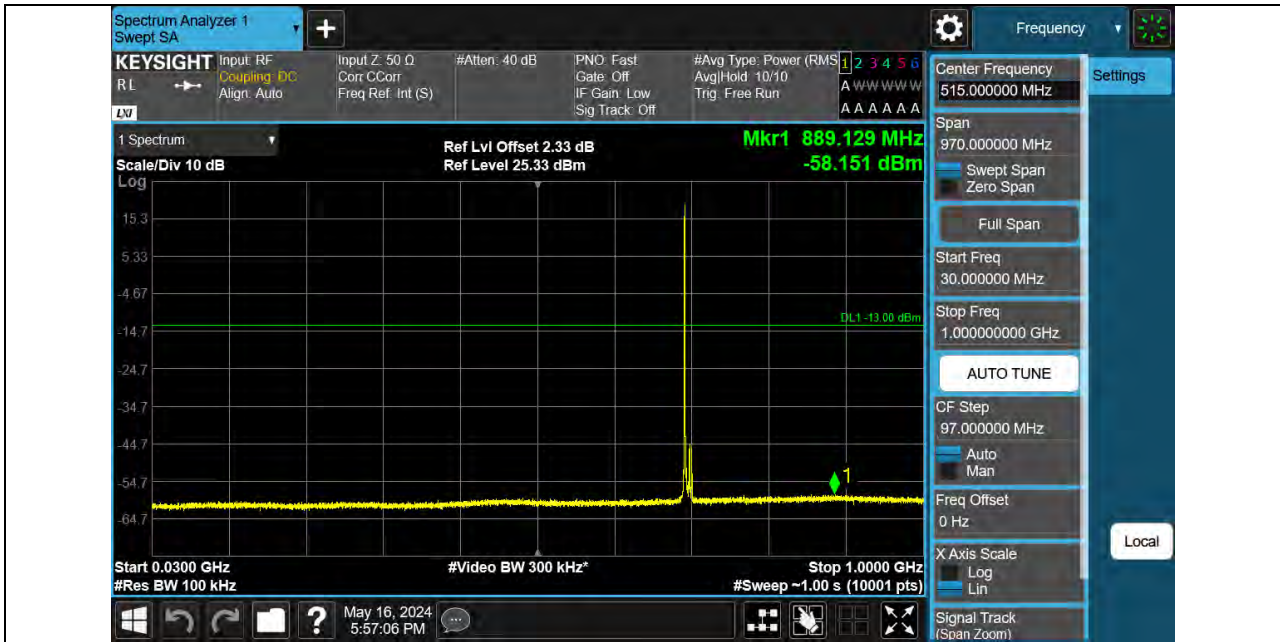 Spectrum Analyzer 1
Swept SA
+
Frequency
KEYSIGHT
RL
LXI
Input: RF
Coupling: DC
Align: Auto
Input Z: 50 Ω
Corr CCorr
Freq Ref: Int (S)
#Atten: 40 dB
PNO: Fast
Gate: Off
IF Gain: Low
Sig Track: Off
#Avg Type: Power (RMS
Avg|Hold: 10/10
Trig: Free Run
1 2 3 4 5 6
A W W W W W
A A A A A A
Center Frequency
515.000000 MHz
Settings
Span
970.000000 MHz
Swept Span
Zero Span
Full Span
Start Freq
30.000000 MHz
Stop Freq
1.000000000 GHz
AUTO TUNE
CF Step
97.000000 MHz
Auto
Man
Freq Offset
0 Hz
X Axis Scale
Log
Lin
Signal Track
(Span Zoom)
Local
1 Spectrum
Scale/Div 10 dB
Log
Ref Lvl Offset 2.33 dB
Ref Level 25.33 dBm
Mkr1 889.129 MHz
-58.151 dBm
15.3
5.33
-4.67
-14.7
-24.7
-34.7
-44.7
-54.7
-64.7
DL1 -13.00 dBm
1
Start 0.0300 GHz
#Res BW 100 kHz
#Video BW 300 kHz*
Stop 1.0000 GHz
#Sweep ~1.00 s (10001 pts)
?
May 16, 2024
5:57:06 PM